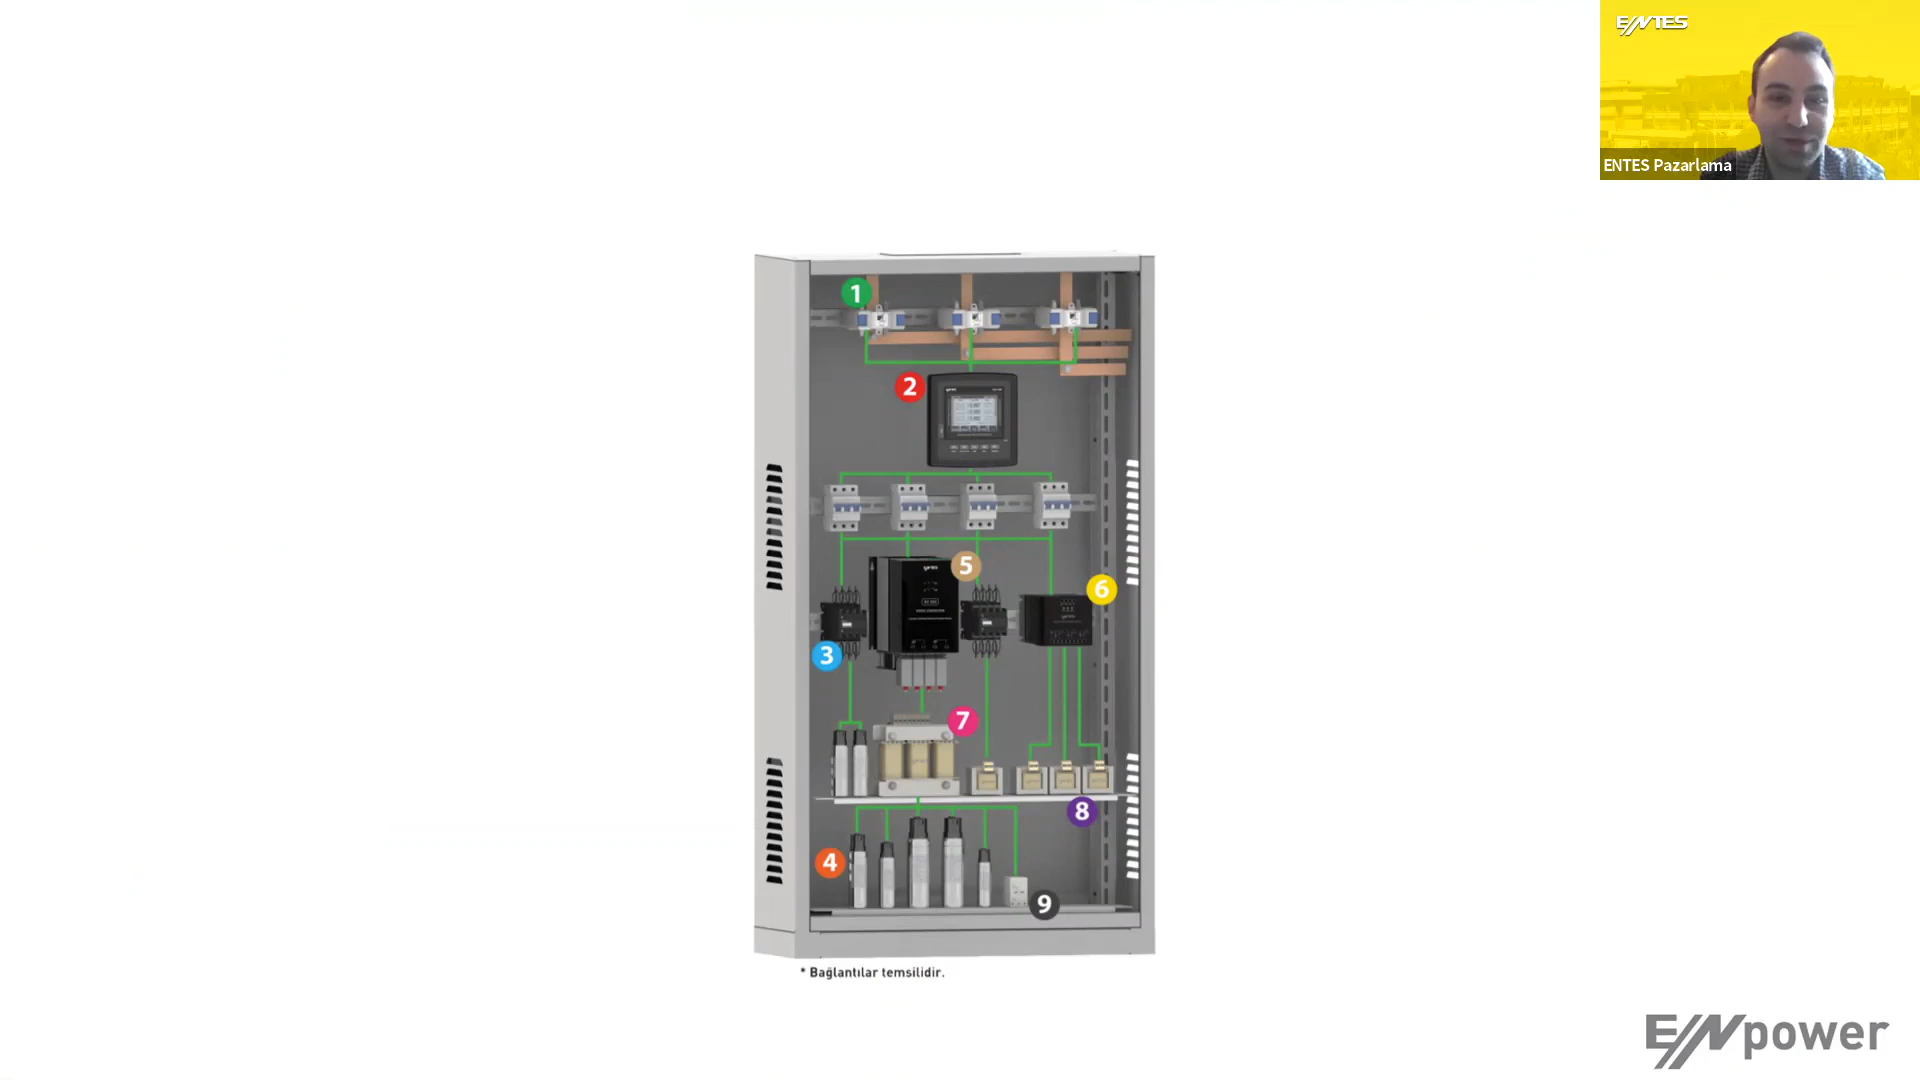 ENTES
ENTES Pazarlama
1
2
5
6
3
7
8
4
9
* Bağlantılar temsilidir.
ENpower